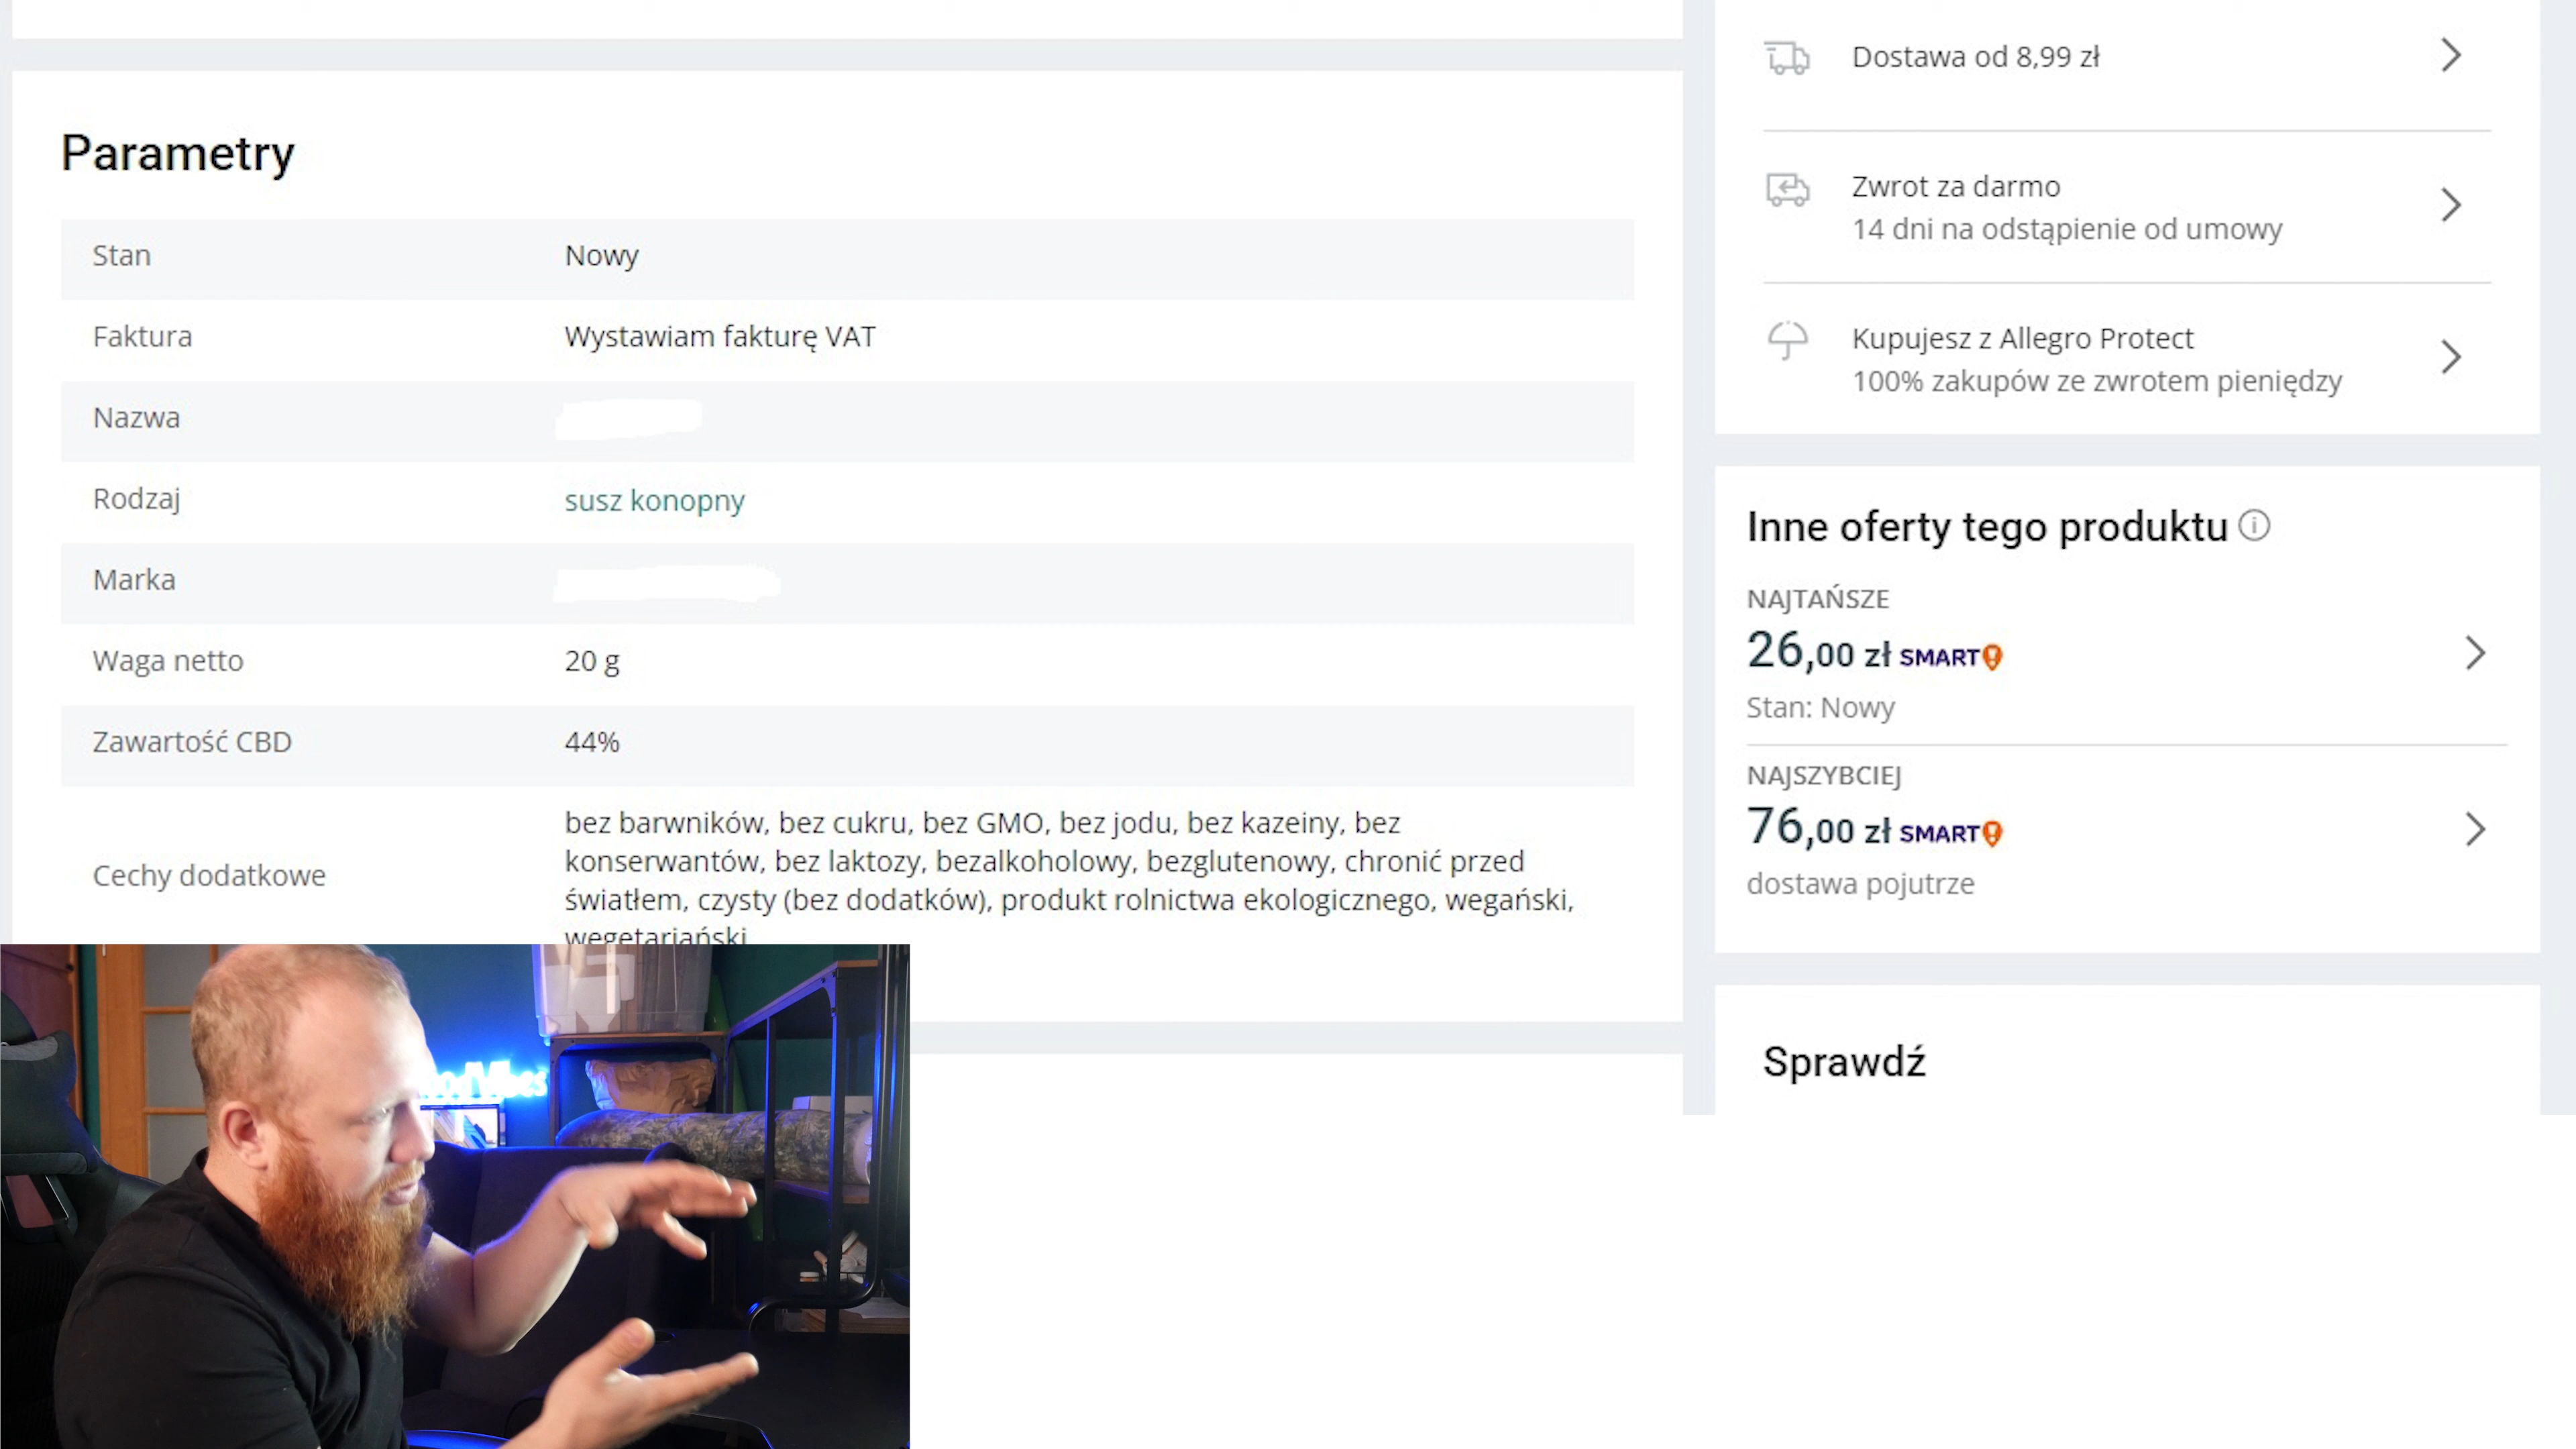 Parametry
Stan
Nowy
Faktura
Wystawiam fakturę VAT
Nazwa
Rodzaj
susz konopny
Marka
Waga netto
20 g
Zawartość CBD
44%
Cechy dodatkowe
bez barwników, bez cukru, bez GMO, bez jodu, bez kazeiny, bez
konserwantów, bez laktozy, bezalkoholowy, bezglutenowy, chronić przed
światłem, czysty (bez dodatków), produkt rolnictwa ekologicznego, wegański,
wegetariański
Dostawa od 8,99 zł
Zwrot za darmo
14 dni na odstąpienie od umowy
Kupujesz z Allegro Protect
100% zakupów ze zwrotem pieniędzy
Inne oferty tego produktu
NAJTAŃSZE
26,00 zł SMART!
Stan: Nowy
NAJSZYBCIEJ
76,00 zł SMART!
dostawa pojutrze
Sprawdź
Vibes